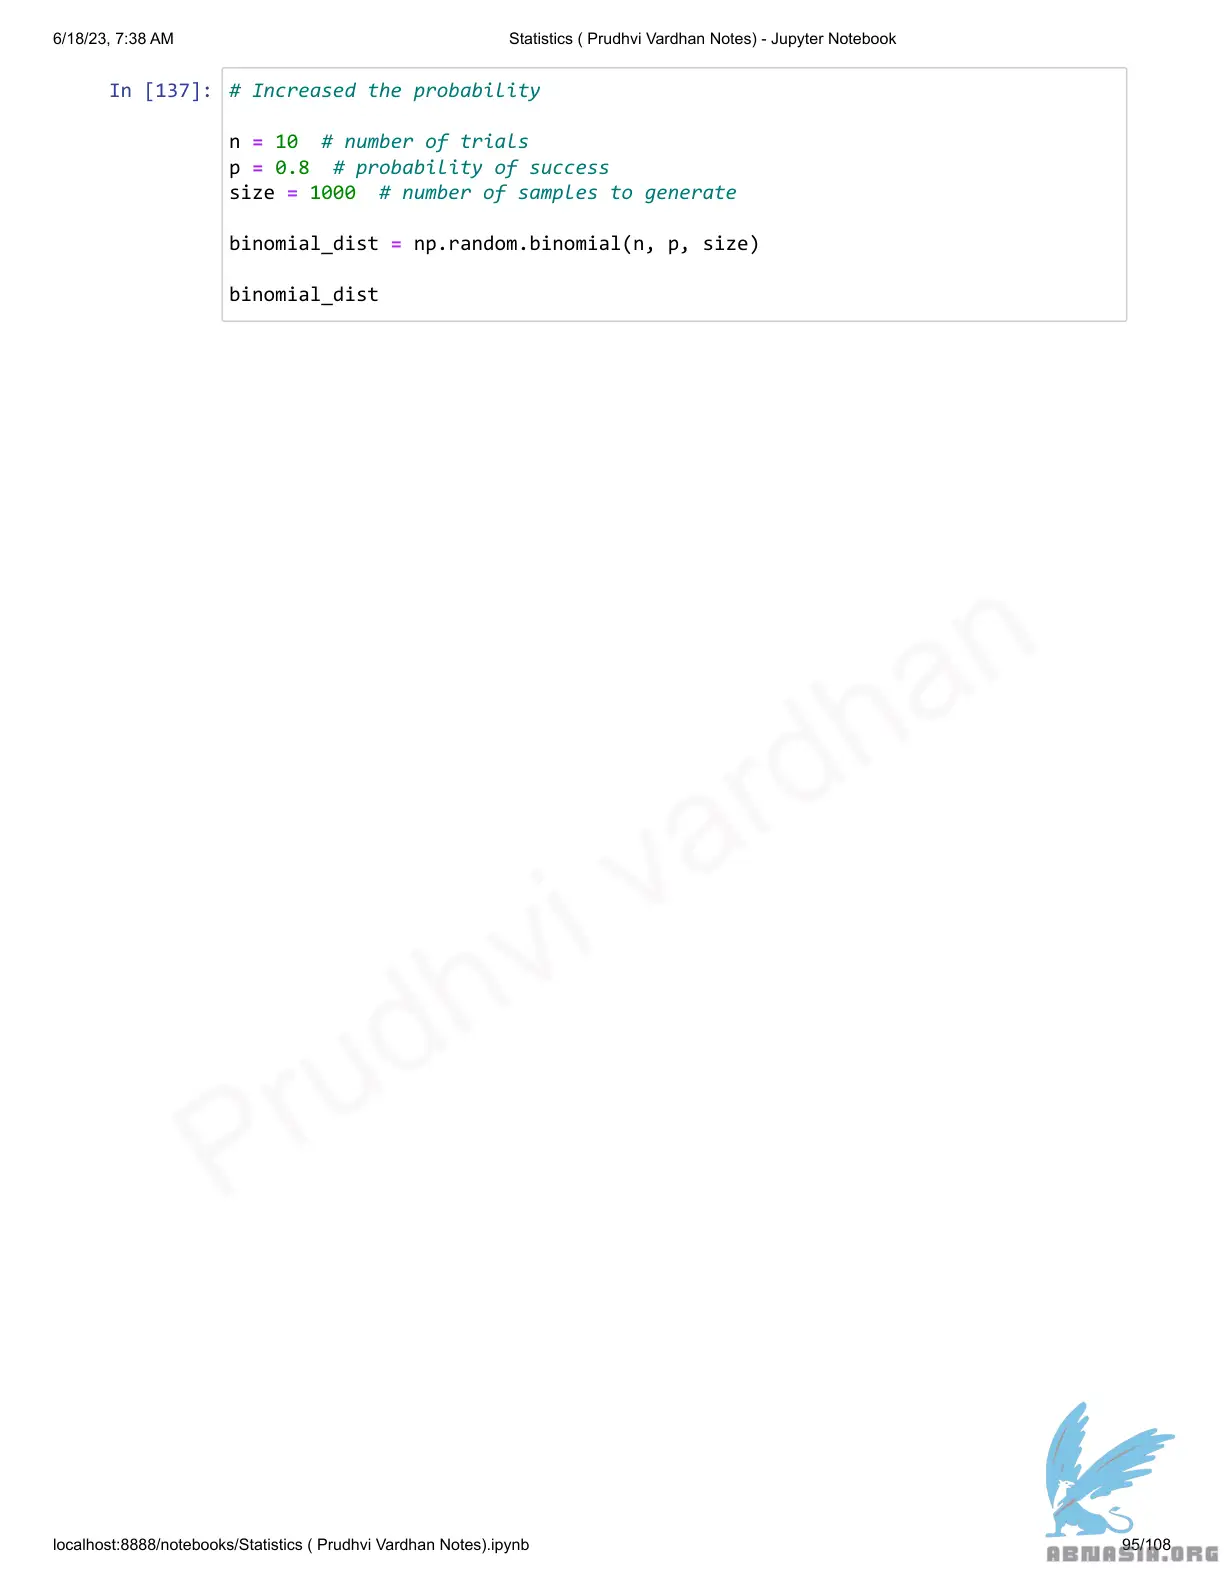 6/18/23, 7:38 AM
Statistics ( Prudhvi Vardhan Notes) - Jupyter Notebook
In [137]:
# Increased the probability
n = 10  # number of trials
p = 0.8  # probability of success
size = 1000  # number of samples to generate
binomial_dist = np.random.binomial(n, p, size)
binomial_dist
Prudhvi vardhan
localhost:8888/notebooks/Statistics ( Prudhvi Vardhan Notes).ipynb
95/108
ABNASIA.ORG